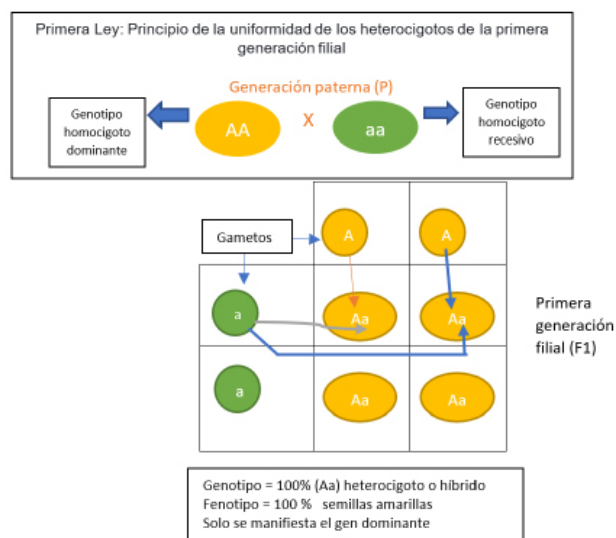 Primera Ley: Principio de la uniformidad de los heterocigotos de la primera
generación filial
Generación paterna (P)
Genotipo
homocigoto
dominante
AA
X
aa
Genotipo
homocigoto
recesivo
Gametos
A
A
a
Aa
Aa
Primera
generación
filial (F1)
a
Aa
Aa
Genotipo = 100% (Aa) heterocigoto o híbrido
Fenotipo = 100 % semillas amarillas
Solo se manifiesta el gen dominante